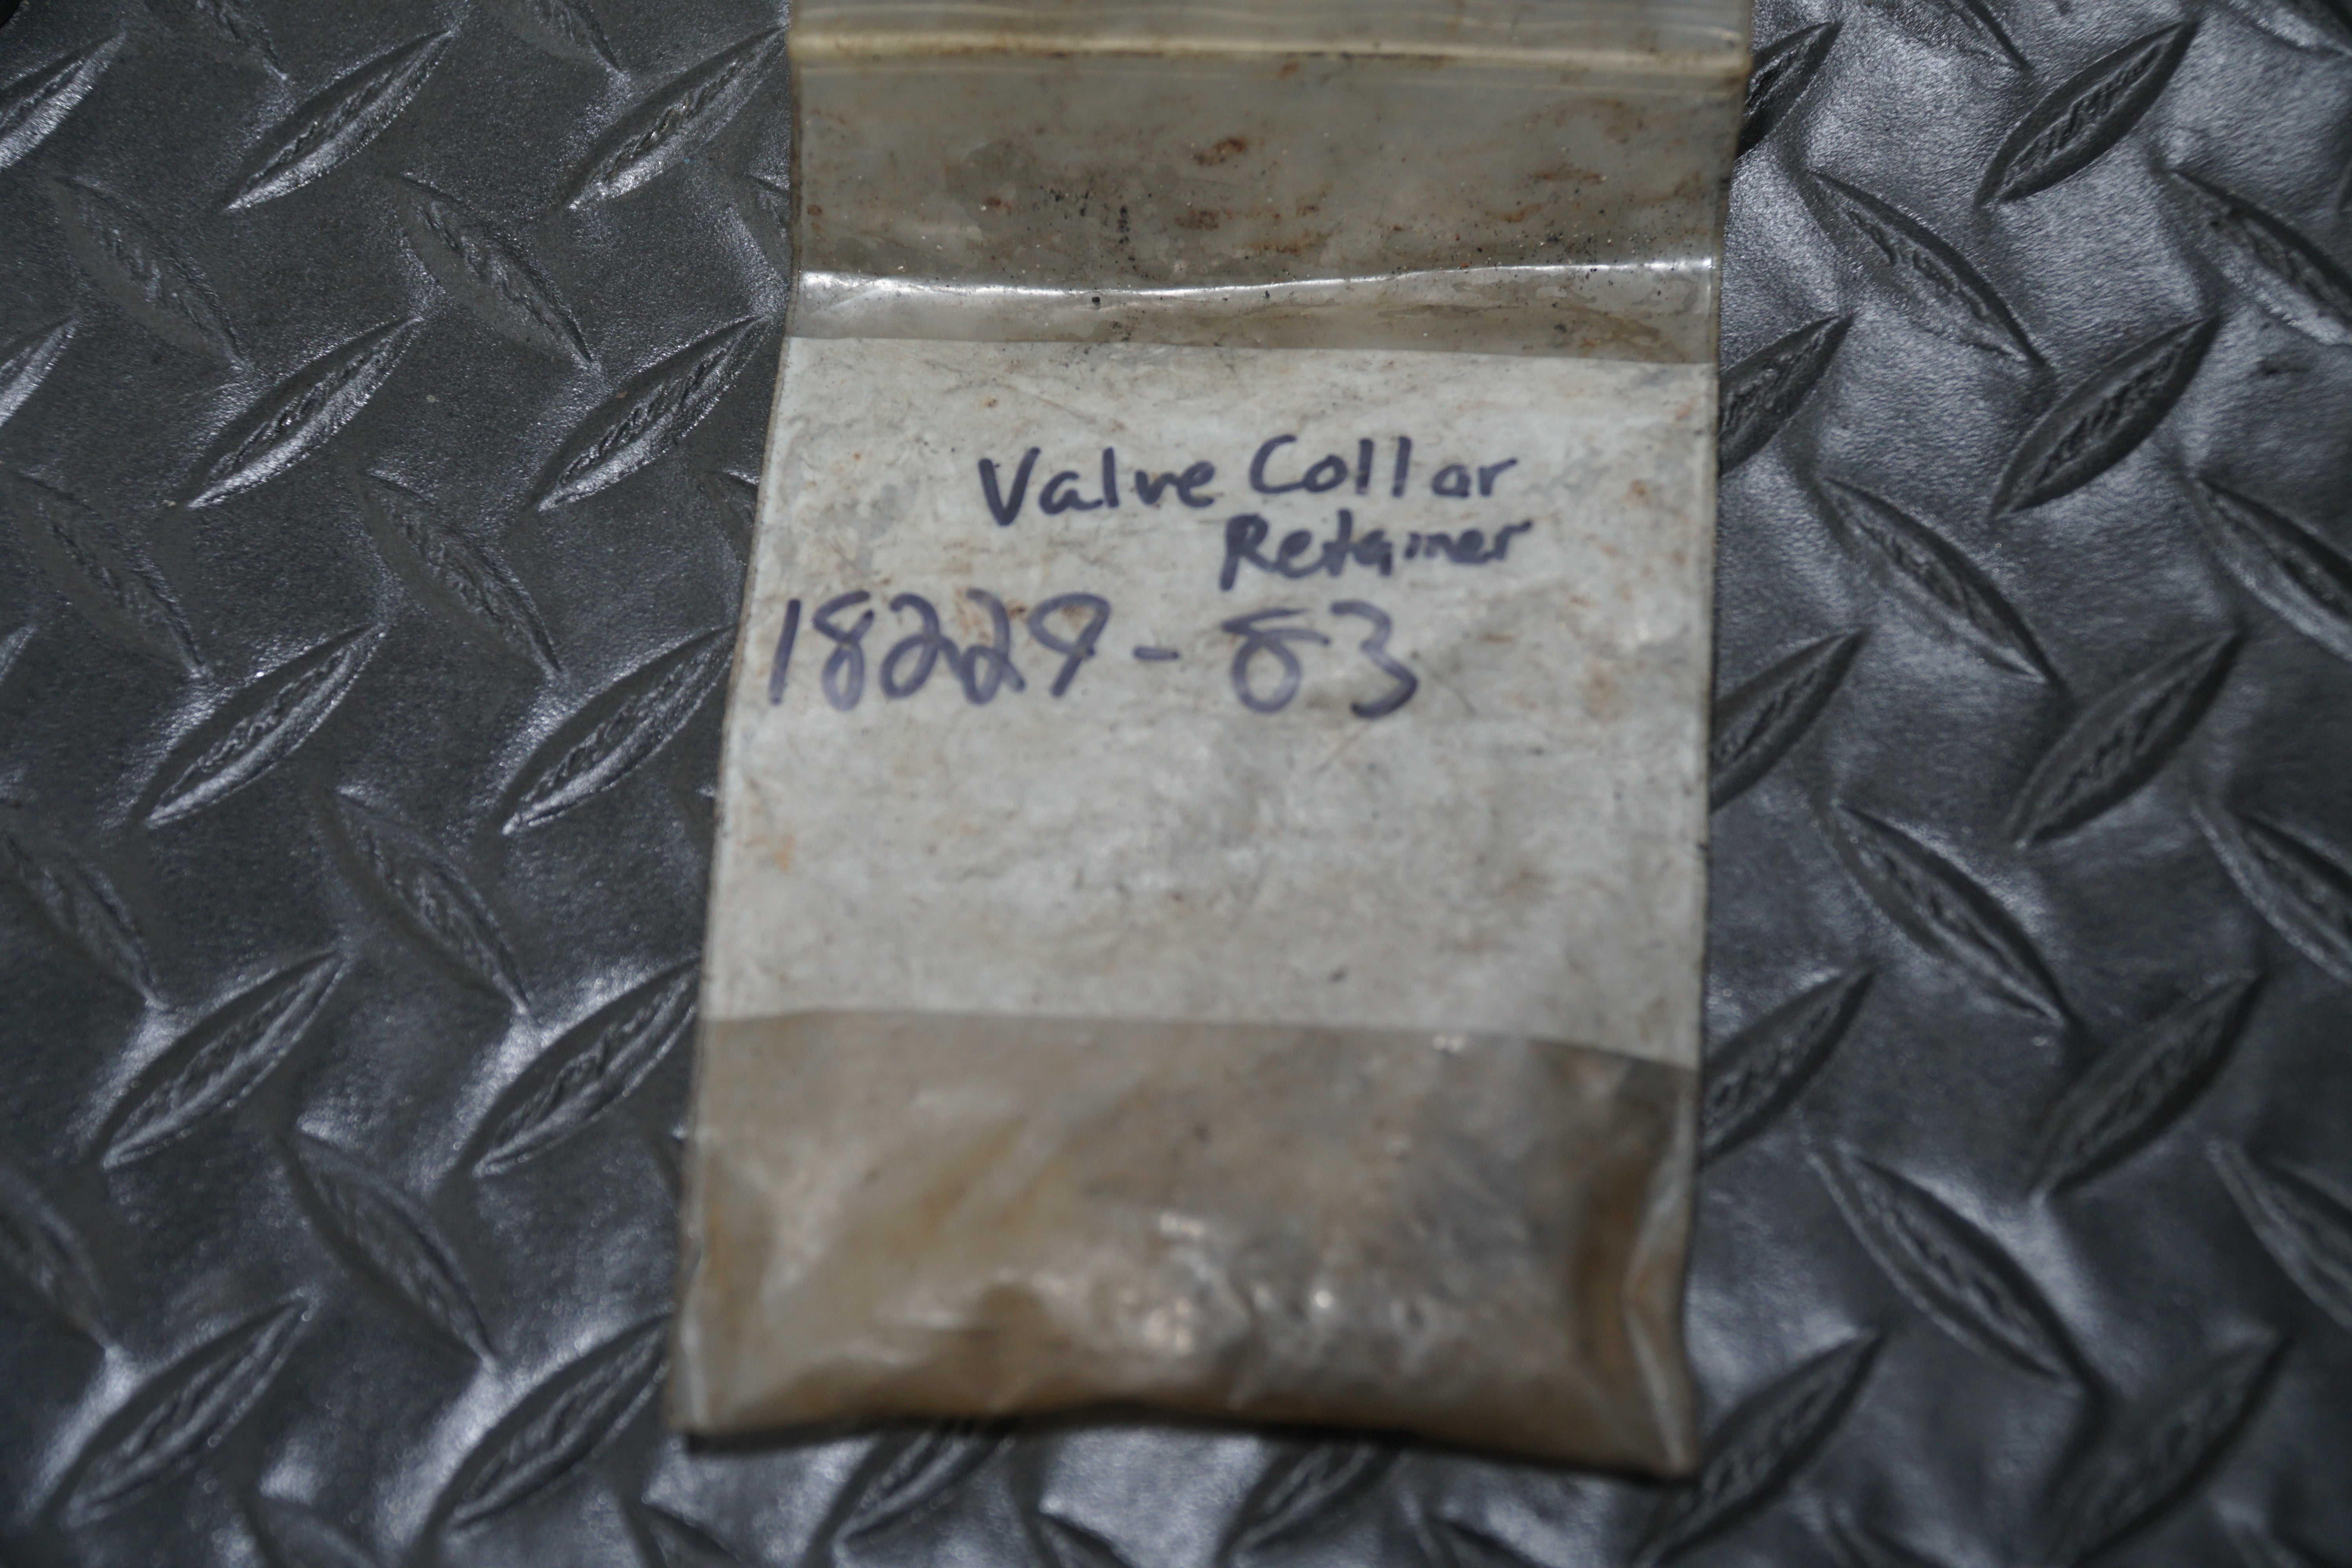 Valve Collar
Retainer
18229-83